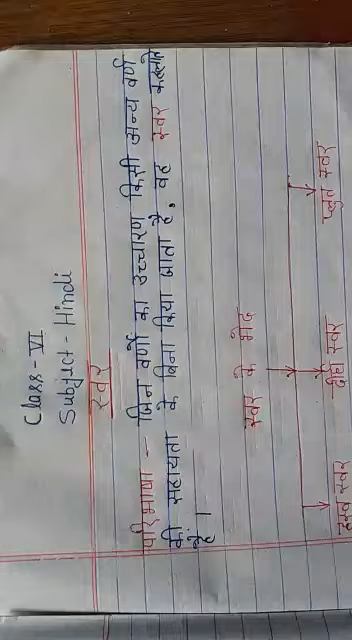 Class - VI
Subject - Hindi
स्वर
परिभाषा - जिन वर्णों का उच्चारण किसी अन्य वर्ण
की सहायता के बिना किया जाता है, वह स्वर कहलाते
है ।
स्वर के भेद
ह्रस्व स्वर दीर्घ स्वर प्लुत स्वर